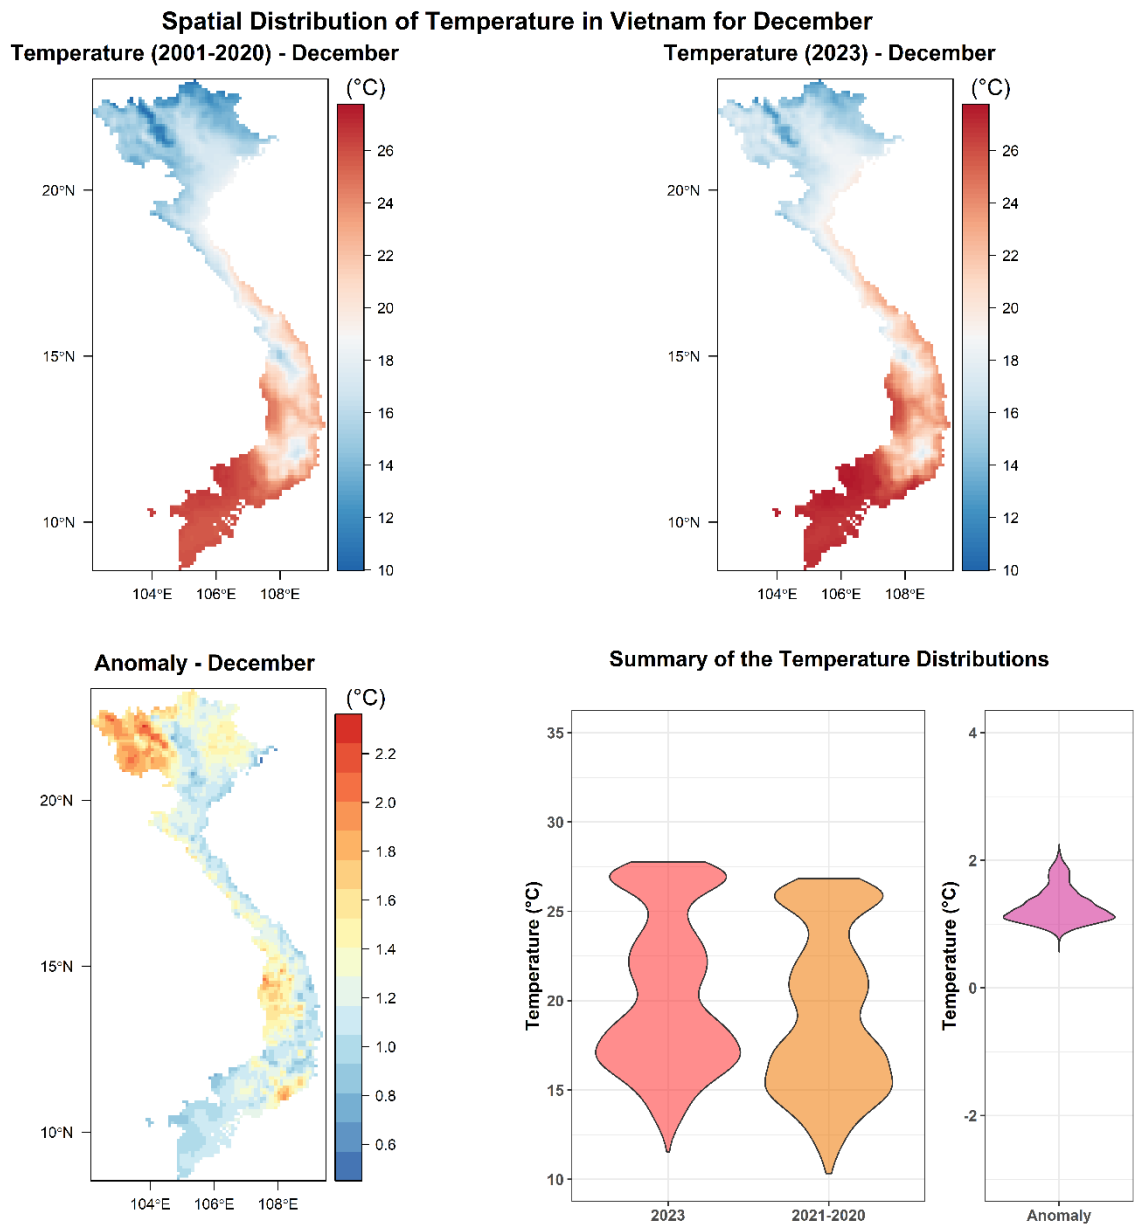 Spatial Distribution of Temperature in Vietnam for December
Temperature (2001-2020) - December
(°C)
26
24
22
20
18
16
14
12
10
20°N
15°N
10°N
104°E 106°E 108°E
Temperature (2023) - December
(°C)
26
24
22
20
18
16
14
12
10
20°N
15°N
10°N
104°E 106°E 108°E
Anomaly - December
(°C)
2.2
2.0
1.8
1.6
1.4
1.2
1.0
0.8
0.6
20°N
15°N
10°N
104°E 106°E 108°E
Summary of the Temperature Distributions
Temperature (°C)
35
30
25
20
15
10
2023 2021-2020
Temperature (°C)
4
2
0
-2
Anomaly